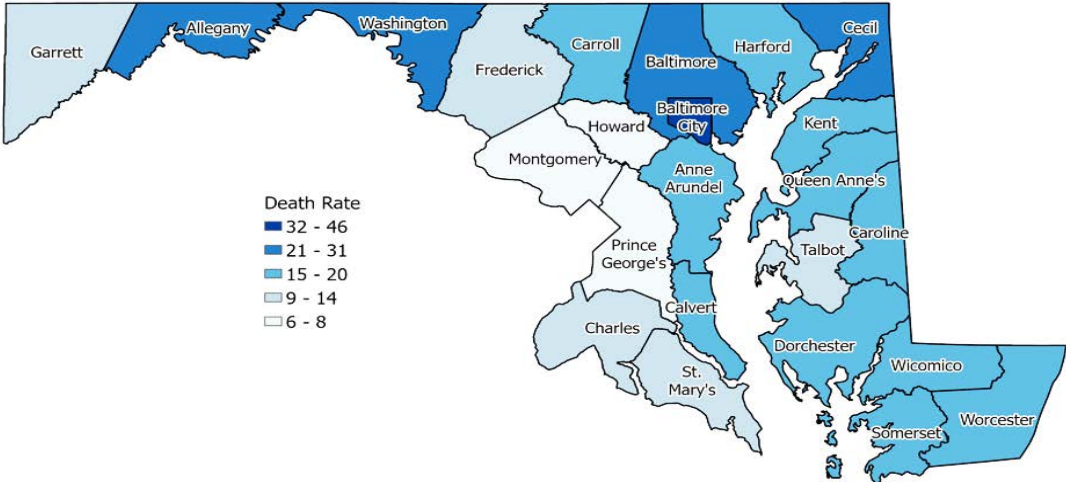 Garrett
Allegany
Washington
Frederick
Carroll
Baltimore
Harford
Cecil
Baltimore
City
Howard
Montgomery
Kent
Anne
Arundel
Queen Anne's
Prince
George's
Talbot
Caroline
Calvert
Charles
St.
Mary's
Dorchester
Wicomico
Somerset
Worcester
Death Rate
32 - 46
21 - 31
15 - 20
9 - 14
6 - 8